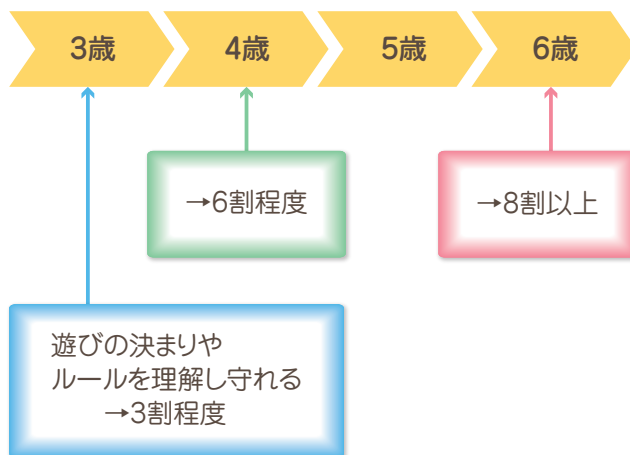 3歳
4歳
5歳
6歳
→6割程度
→8割以上
遊びの決まりや
ルールを理解し守れる
→3割程度